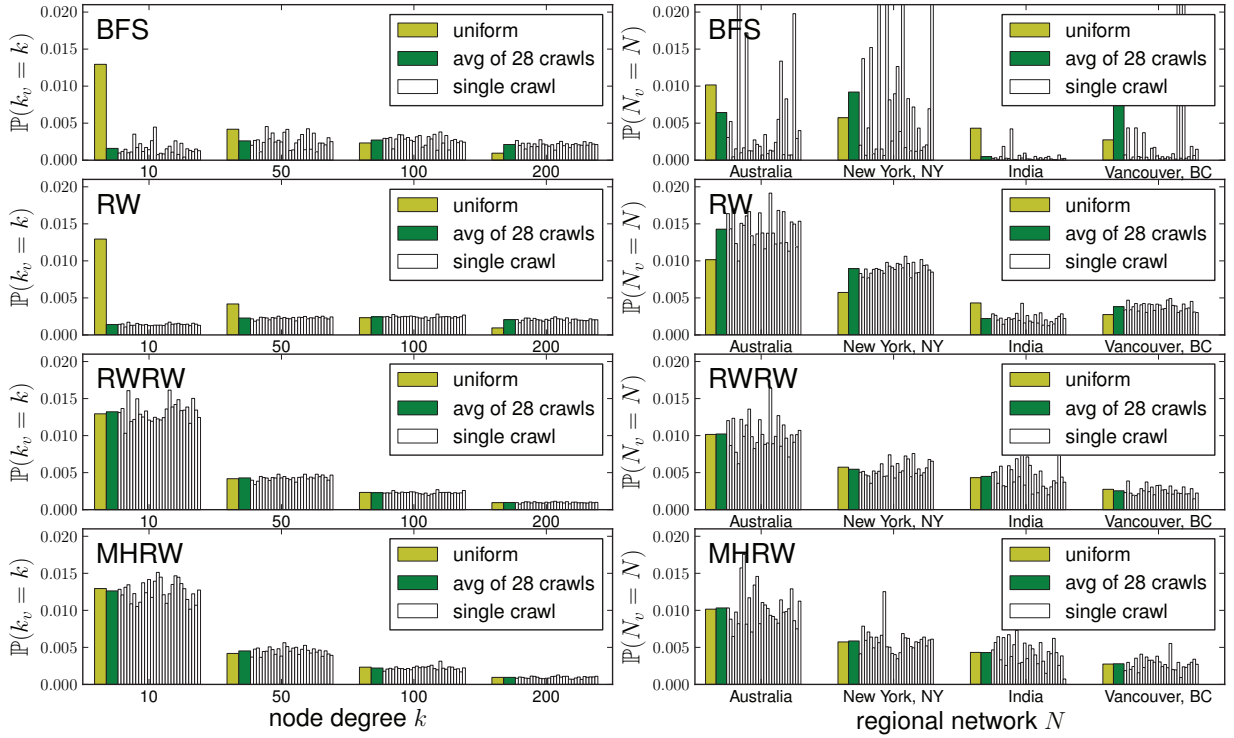 BFS
uniform
avg of 28 crawls
single crawl
ℙ(k_v = k)
0.020
0.015
0.010
0.005
0.000
10 50 100 200
BFS
uniform
avg of 28 crawls
single crawl
ℙ(N_v = N)
0.020
0.015
0.010
0.005
0.000
Australia New York, NY India Vancouver, BC
RW
uniform
avg of 28 crawls
single crawl
ℙ(k_v = k)
0.020
0.015
0.010
0.005
0.000
10 50 100 200
RW
uniform
avg of 28 crawls
single crawl
ℙ(N_v = N)
0.020
0.015
0.010
0.005
0.000
Australia New York, NY India Vancouver, BC
RWRW
uniform
avg of 28 crawls
single crawl
ℙ(k_v = k)
0.020
0.015
0.010
0.005
0.000
10 50 100 200
RWRW
uniform
avg of 28 crawls
single crawl
ℙ(N_v = N)
0.020
0.015
0.010
0.005
0.000
Australia New York, NY India Vancouver, BC
MHRW
uniform
avg of 28 crawls
single crawl
ℙ(k_v = k)
0.020
0.015
0.010
0.005
0.000
10 50 100 200
node degree k
MHRW
uniform
avg of 28 crawls
single crawl
ℙ(N_v = N)
0.020
0.015
0.010
0.005
0.000
Australia New York, NY India Vancouver, BC
regional network N